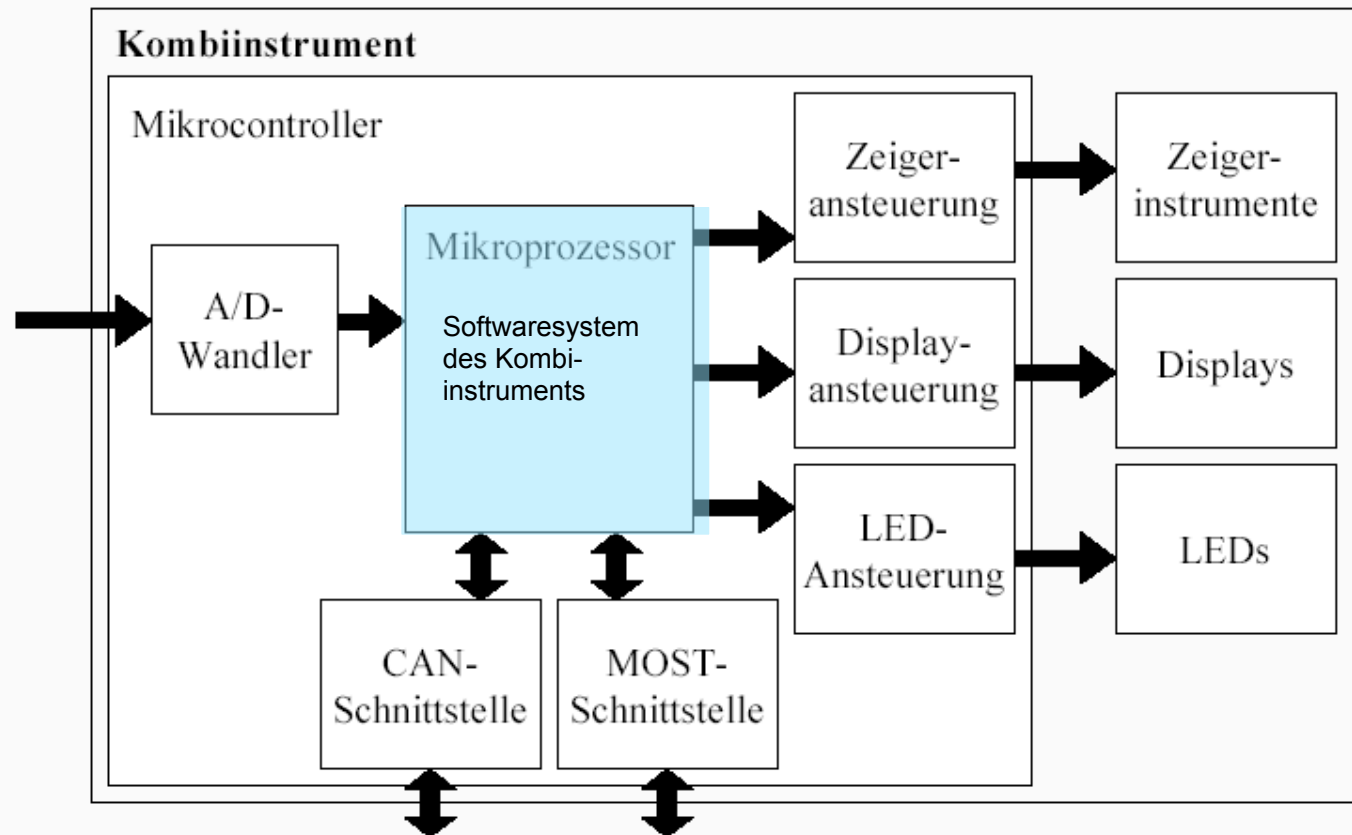 Kombiinstrument
Mikrocontroller
A/D-
Wandler
Mikroprozessor
Softwaresystem
des Kombi-
instruments
Zeiger-
ansteuerung
Zeiger-
instrumente
Display-
ansteuerung
Displays
LED-
Ansteuerung
LEDs
CAN-
Schnittstelle
MOST-
Schnittstelle